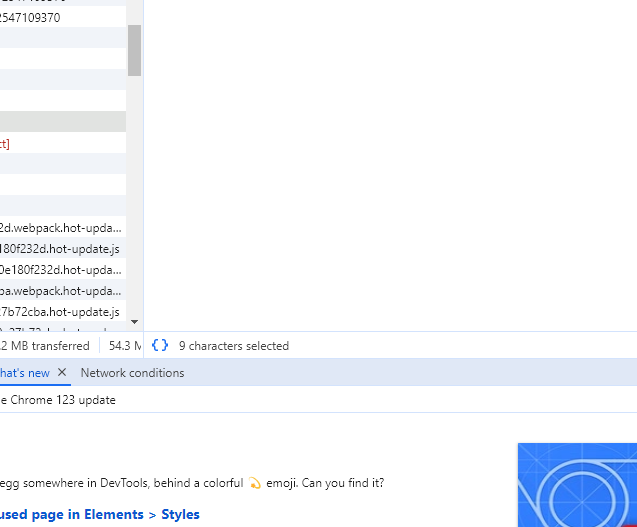 2547109370
ct]
2d.webpack.hot-upda...
180f232d.hot-update.js
0e180f232d.hot-upda...
ba.webpack.hot-upda...
27b72cba.hot-update.js
.2 MB transferred 54.3 M {} 9 characters selected
hat's new × Network conditions
e Chrome 123 update
egg somewhere in DevTools, behind a colorful 💫 emoji. Can you find it?
used page in Elements > Styles